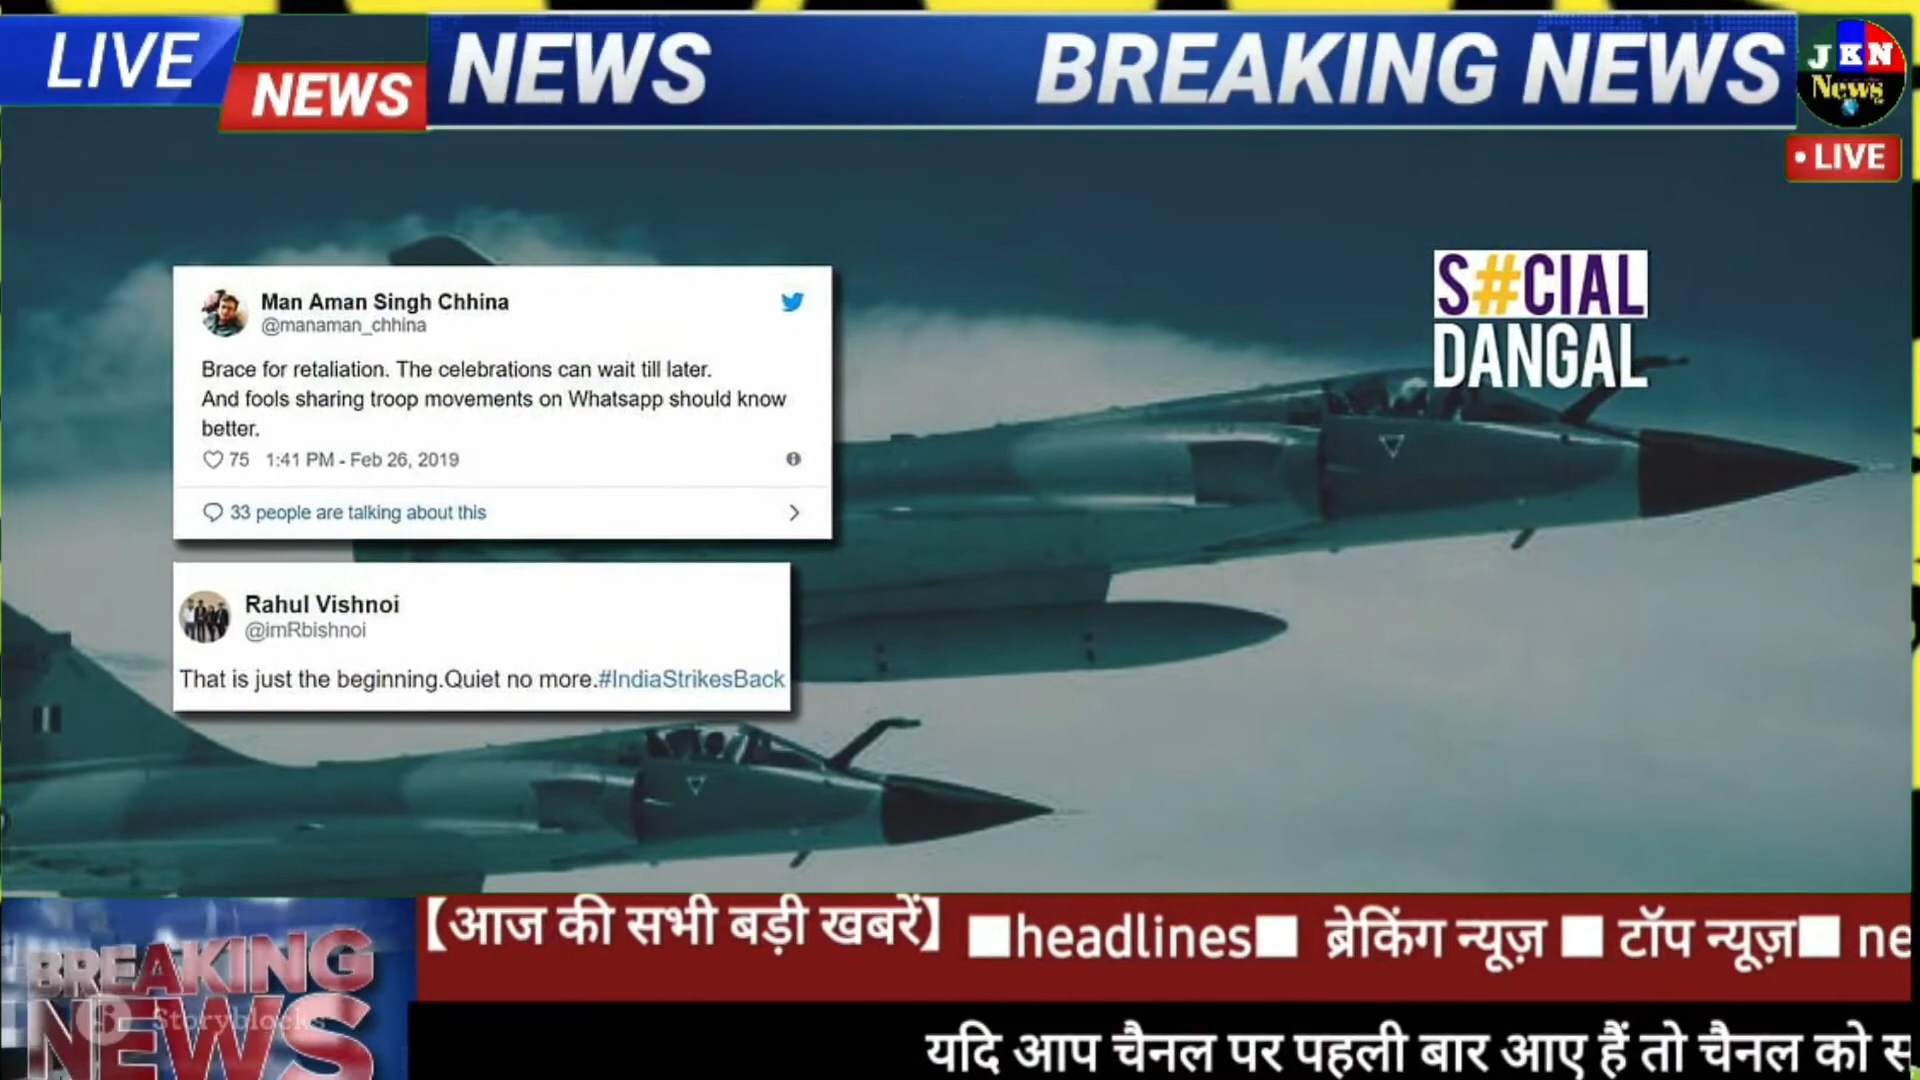 LIVE
NEWS
NEWS
BREAKING NEWS
JKN
News
• LIVE
S#CIAL
DANGAL
Man Aman Singh Chhina
@manaman_chhina
Brace for retaliation. The celebrations can wait till later.
And fools sharing troop movements on Whatsapp should know
better.
75 1:41 PM - Feb 26, 2019
33 people are talking about this
Rahul Vishnoi
@imRbishnoi
That is just the beginning.Quiet no more.#IndiaStrikesBack
BREAKING
NEWS
Storyblocks
【आज की सभी बड़ी खबरें】 ■headlines■ ब्रेकिंग न्यूज़ ■ टॉप न्यूज़■ ne
यदि आप चैनल पर पहली बार आए हैं तो चैनल को स